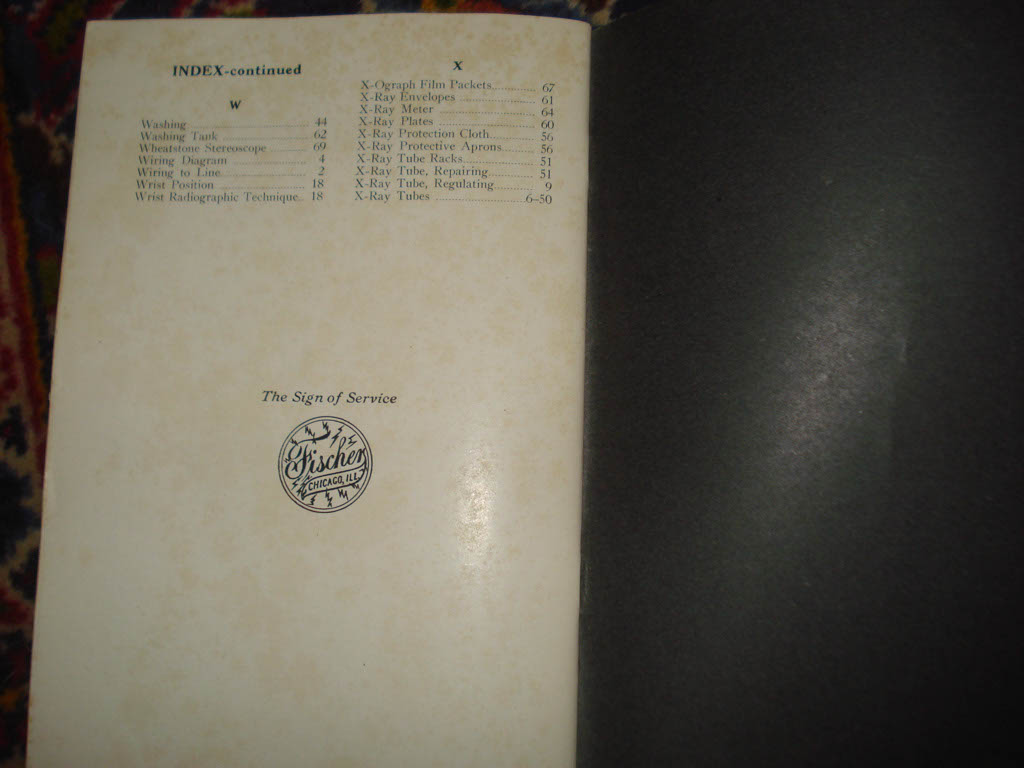 INDEX-continued
W
Washing 44
Washing Tank 62
Wheatstone Stereoscope 69
Wiring Diagram 4
Wiring to Line 2
Wrist Position 18
Wrist Radiographic Technique 18
X
X-Ograph Film Packets 67
X-Ray Envelopes 61
X-Ray Meter 64
X-Ray Plates 60
X-Ray Protection Cloth 56
X-Ray Protective Aprons 56
X-Ray Tube Racks 51
X-Ray Tube, Repairing 51
X-Ray Tube, Regulating 9
X-Ray Tubes 6-50
The Sign of Service
Fischer
CHICAGO, ILL.